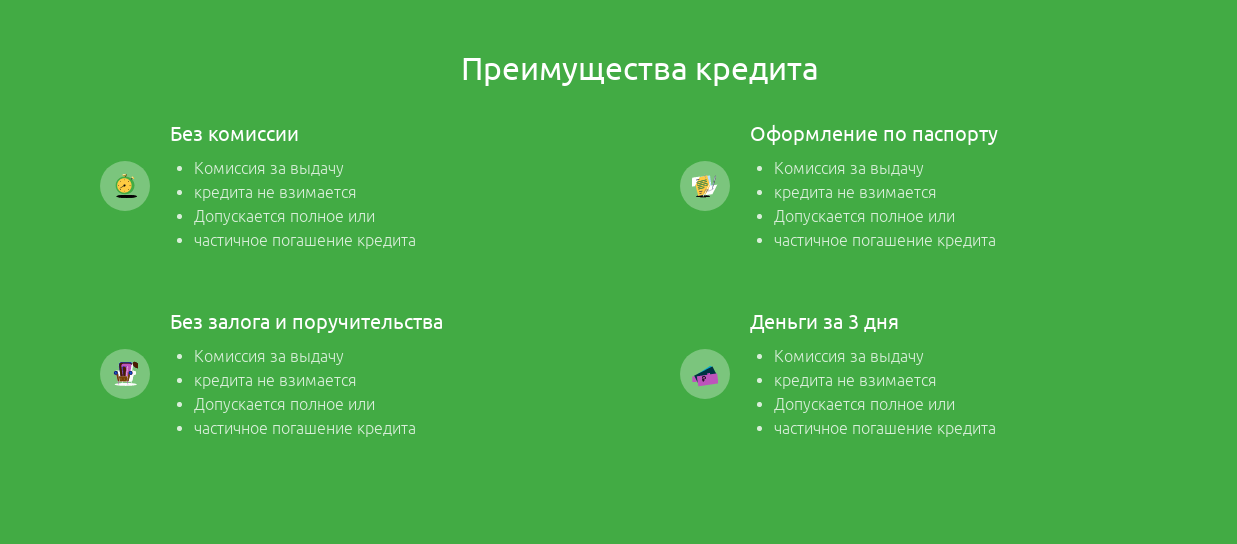 Преимущества кредита
Без комиссии
Комиссия за выдачу
кредита не взимается
Допускается полное или
частичное погашение кредита
Оформление по паспорту
Комиссия за выдачу
кредита не взимается
Допускается полное или
частичное погашение кредита
Без залога и поручительства
Комиссия за выдачу
кредита не взимается
Допускается полное или
частичное погашение кредита
Деньги за 3 дня
Комиссия за выдачу
кредита не взимается
Допускается полное или
частичное погашение кредита